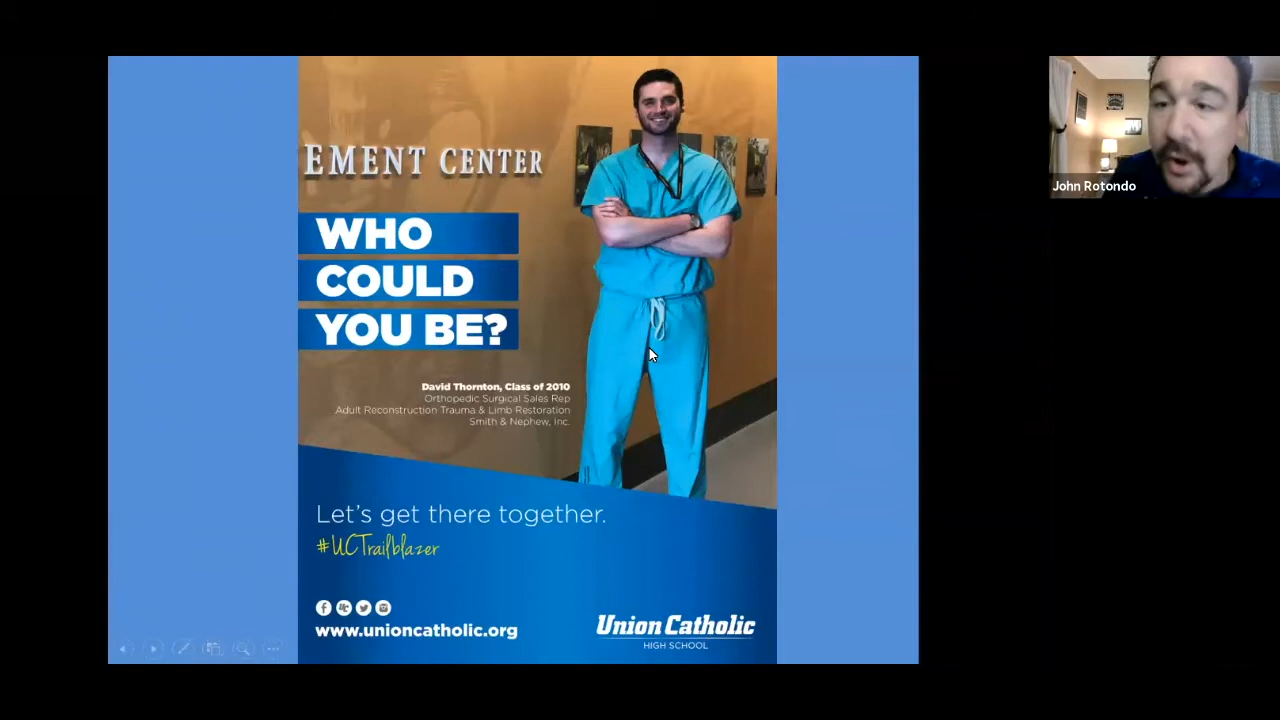 EMENT CENTER
WHO
COULD
YOU BE?
David Thornton, Class of 2010
Orthopedic Surgical Sales Rep
Adult Reconstruction Trauma & Limb Restoration
Smith & Nephew, Inc.
Let's get there together.
#UCTrailblazer
www.unioncatholic.org
Union Catholic
HIGH SCHOOL
John Rotondo